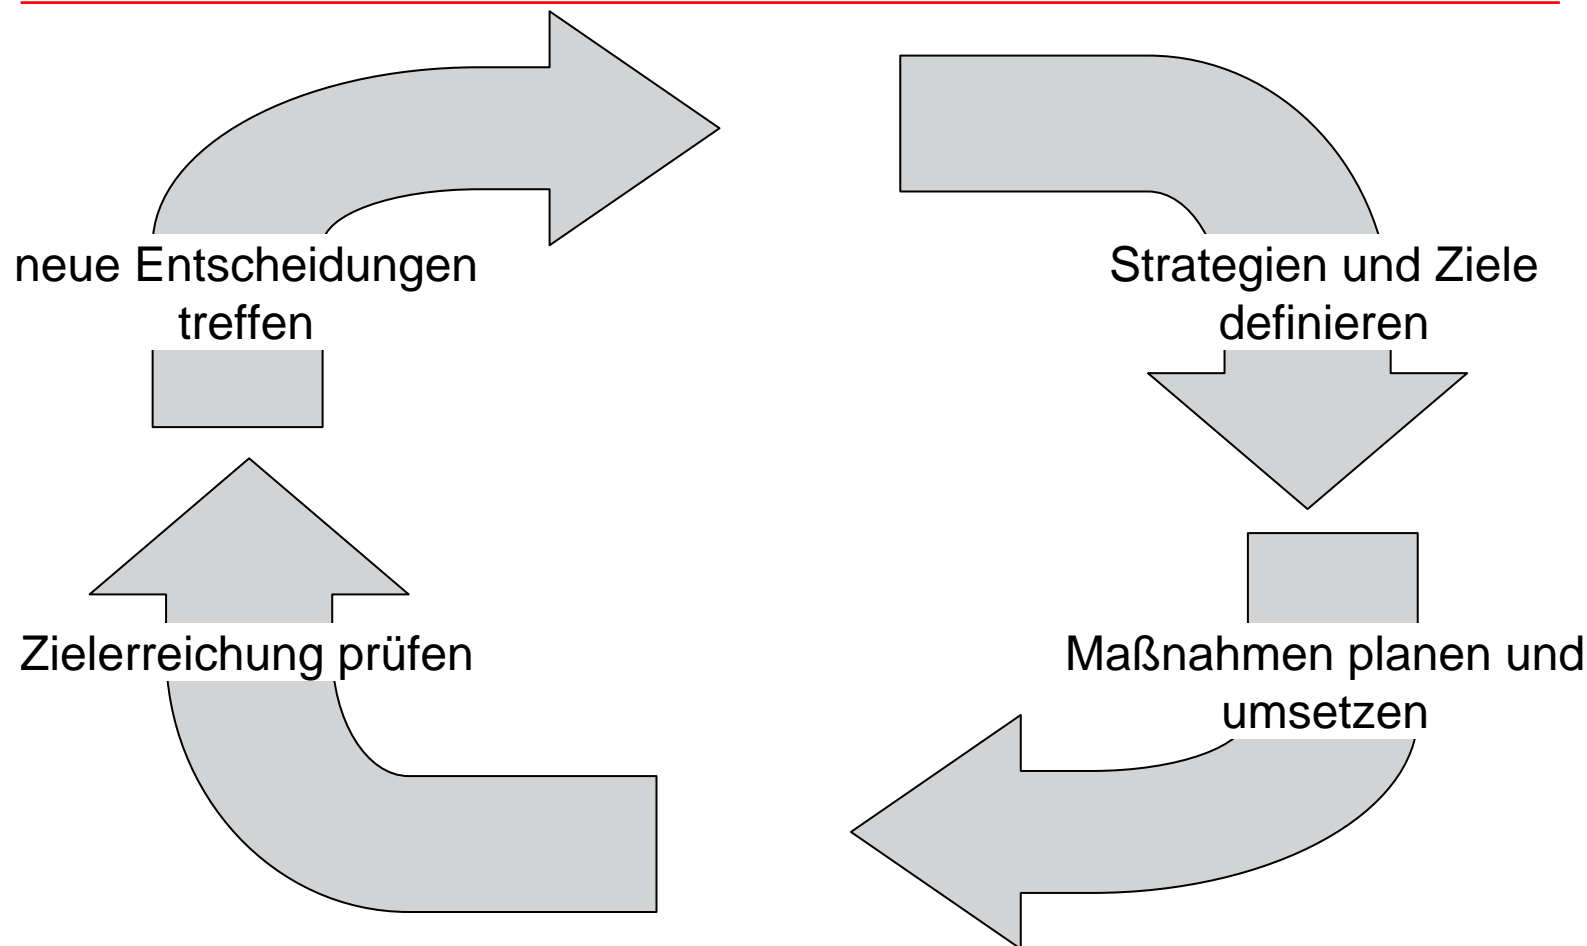 neue Entscheidungen
treffen
Strategien und Ziele
definieren
Zielerreichung prüfen
Maßnahmen planen und
umsetzen